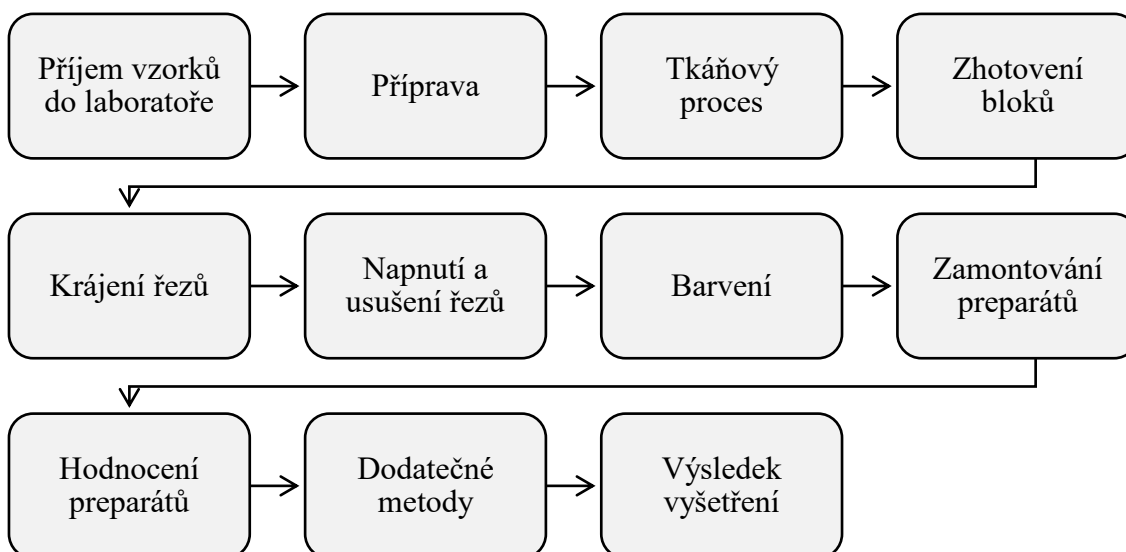 Příjem vzorků
do laboratoře
Příprava
Tkáňový
proces
Zhotovení
bloků
Krájení řezů
Napnutí a
usušení řezů
Barvení
Zamontování
preparátů
Hodnocení
preparátů
Dodatečné
metody
Výsledek
vyšetření